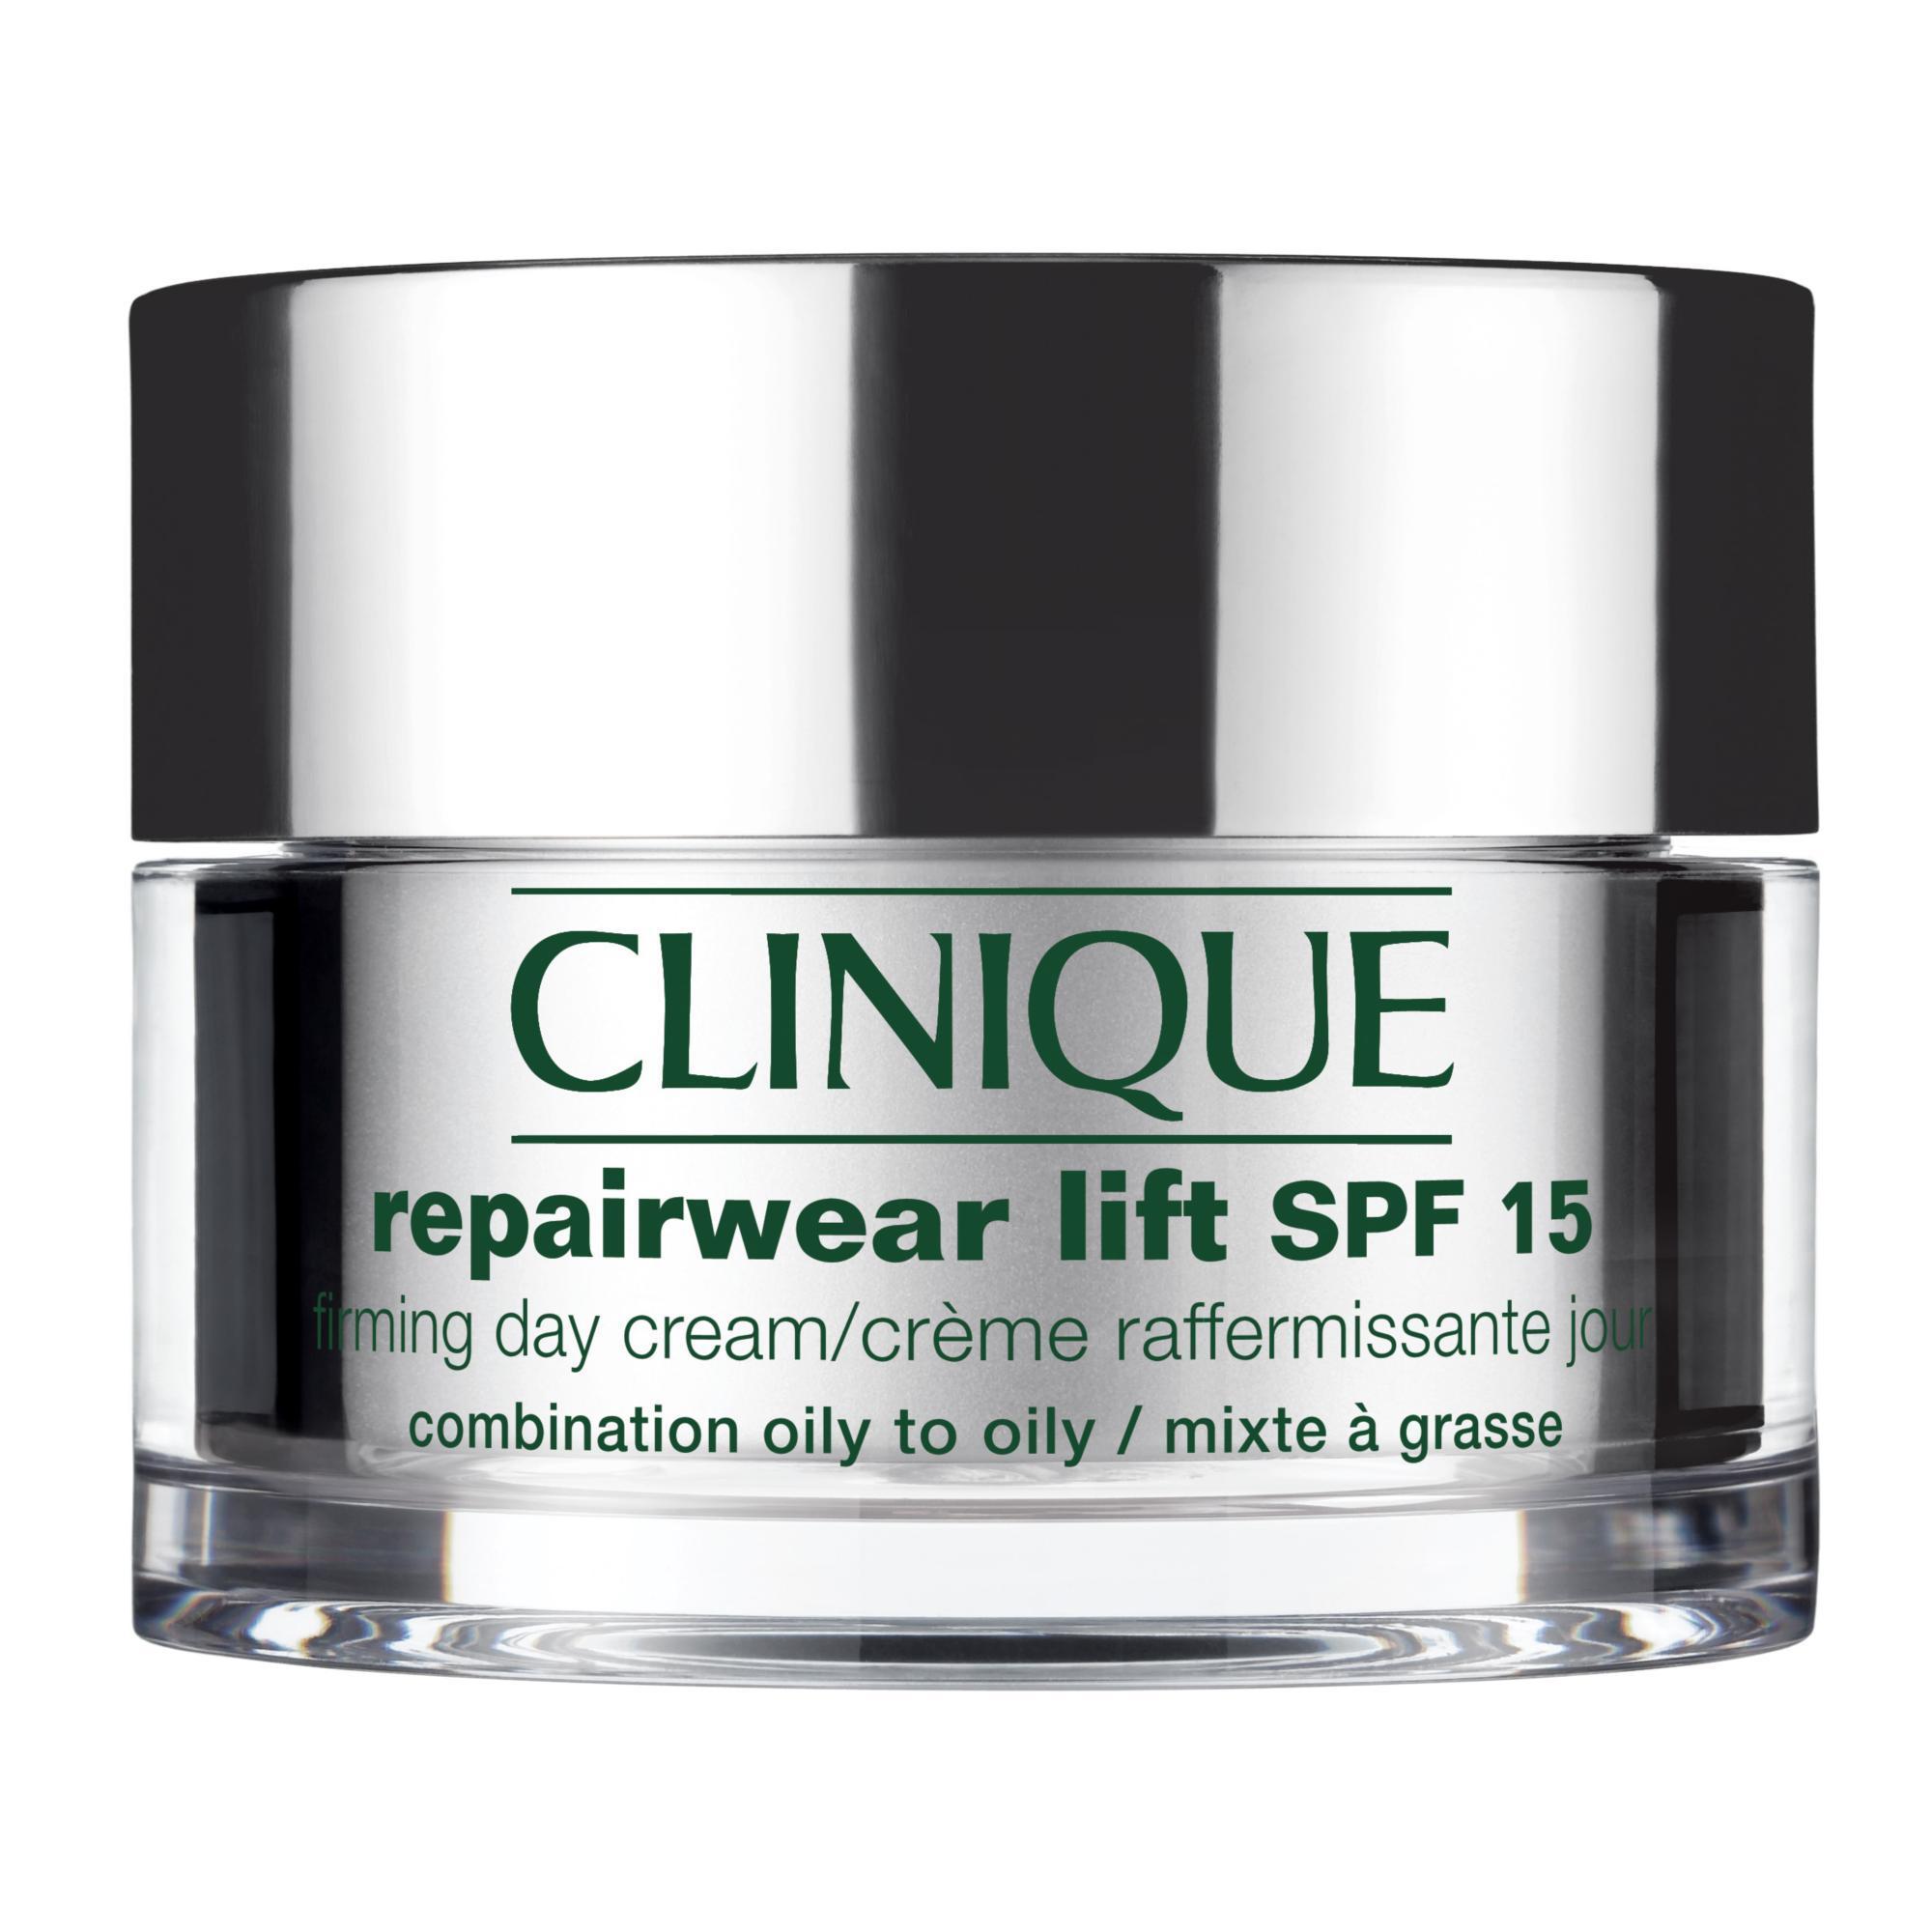 CLINIQUE
repairwear lift SPF 15
firming day cream/crème raffermissante jour
combination oily to oily / mixte à grasse